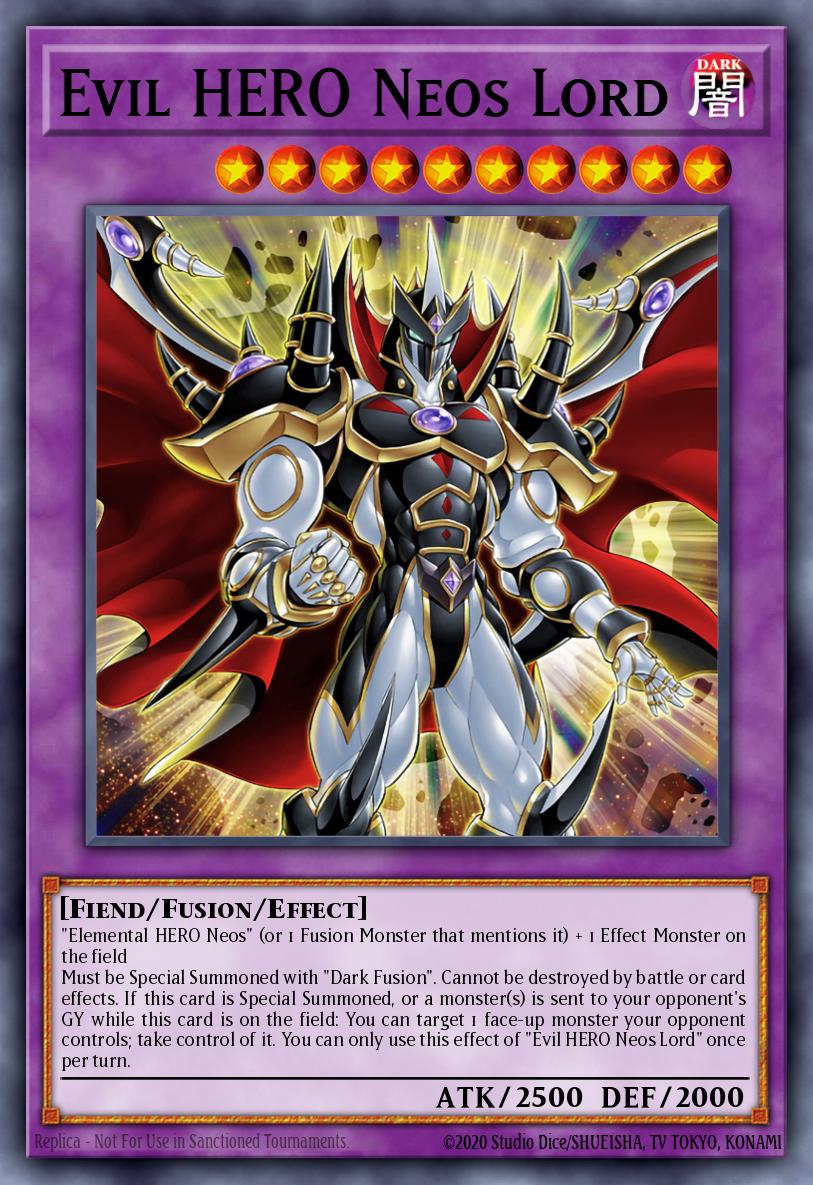 Evil HERO Neos Lord
DARK
闇
[Fiend/Fusion/Effect]
"Elemental HERO Neos" (or 1 Fusion Monster that mentions it) + 1 Effect Monster on
the field
Must be Special Summoned with "Dark Fusion". Cannot be destroyed by battle or card
effects. If this card is Special Summoned, or a monster(s) is sent to your opponent's
GY while this card is on the field: You can target 1 face-up monster your opponent
controls; take control of it. You can only use this effect of "Evil HERO Neos Lord" once
per turn.
ATK/2500 DEF/2000
Replica - Not For Use in Sanctioned Tournaments.
©2020 Studio Dice/SHUEISHA, TV TOKYO, KONAMI